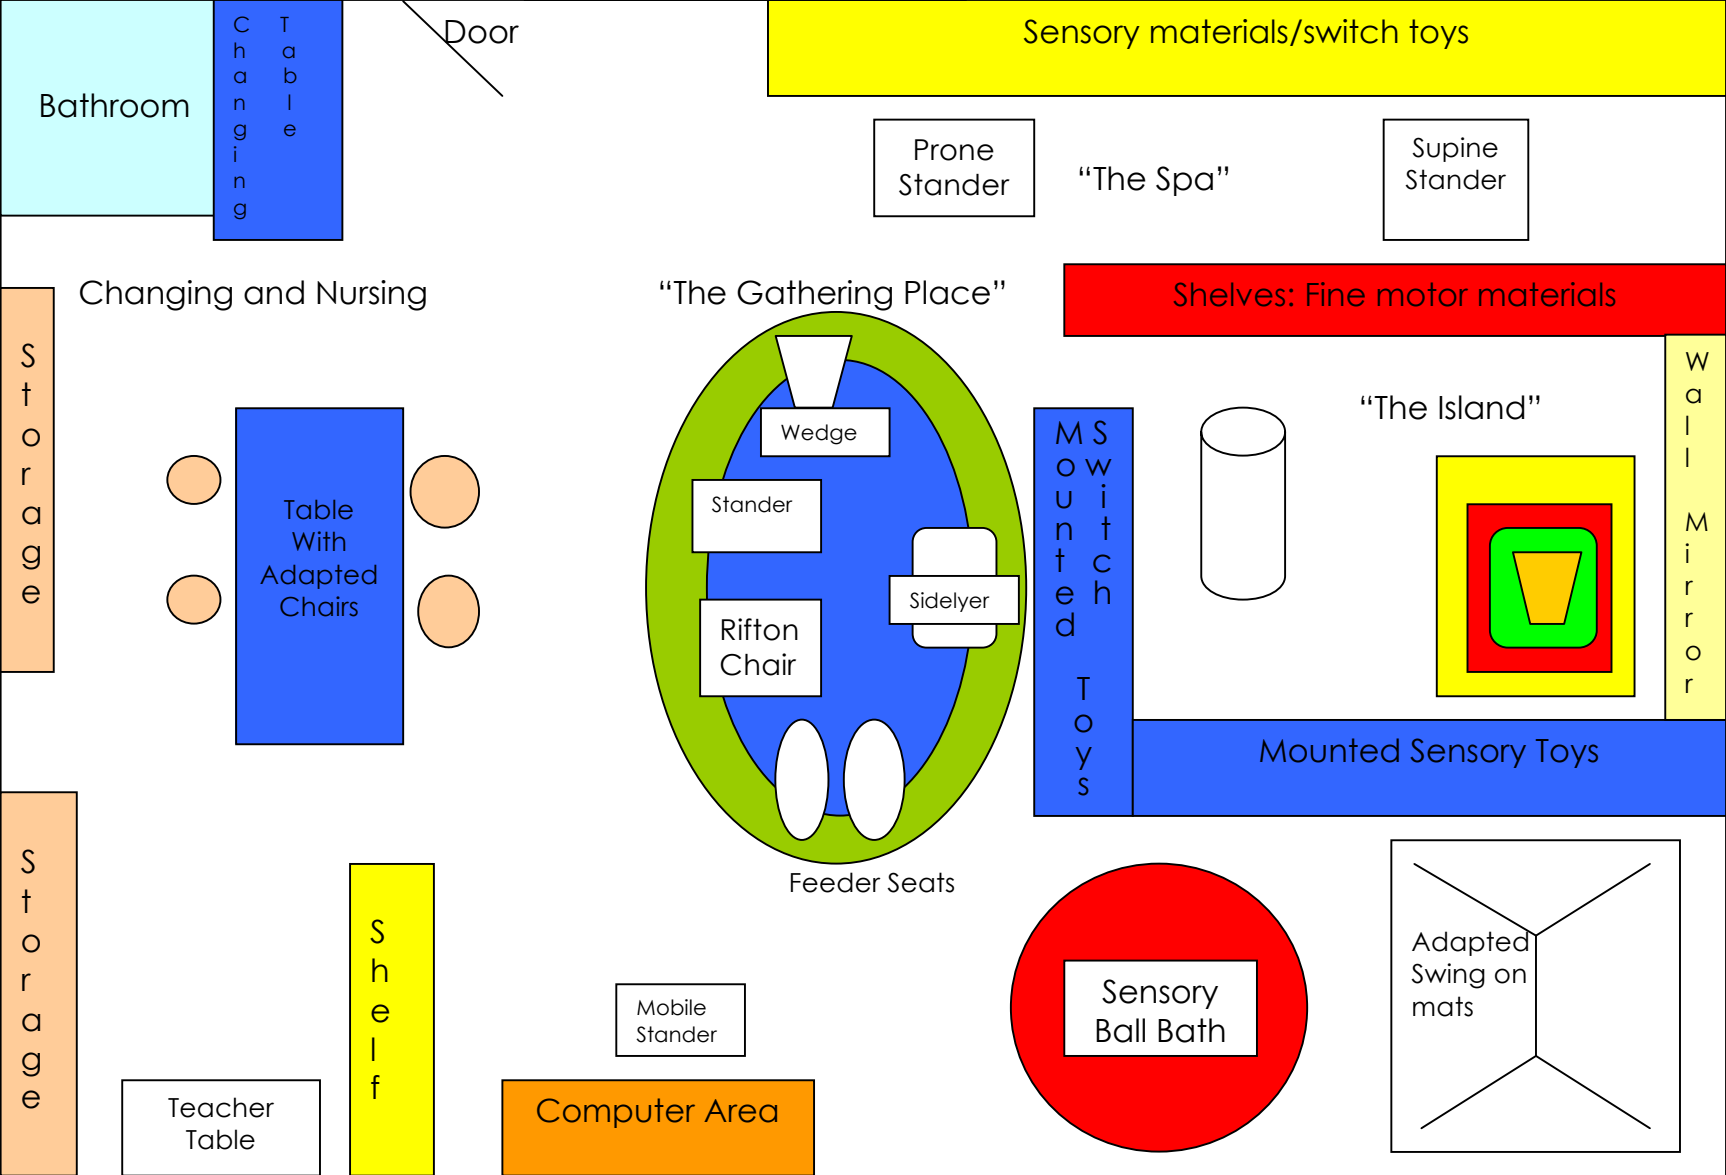 Changing
Table
Door
Sensory materials/switch toys
Bathroom
Prone
Stander
“The Spa”
Supine
Stander
Changing and Nursing
“The Gathering Place”
Shelves: Fine motor materials
Storage
Wall Mirror
“The Island”
Wedge
Mounted
Switch
Toys
Stander
Table
With
Adapted
Chairs
Sidelyer
Rifton
Chair
Mounted Sensory Toys
Storage
Feeder Seats
Shelf
Adapted
Swing on
mats
Sensory
Ball Bath
Mobile
Stander
Teacher
Table
Computer Area